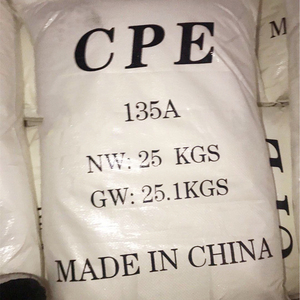 CPE
135A
NW: 25 KGS
GW: 25.1KGS
MADE IN CHINA